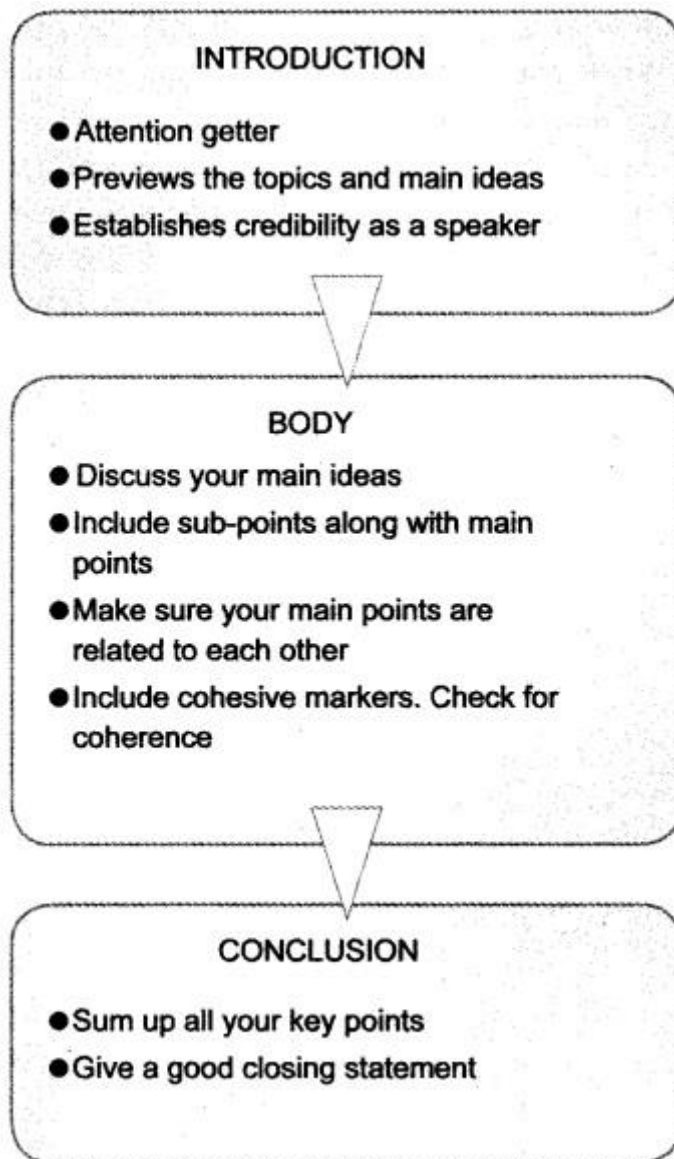 INTRODUCTION
●Attention getter
●Previews the topics and main ideas
●Establishes credibility as a speaker
BODY
●Discuss your main ideas
●Include sub-points along with main
points
●Make sure your main points are
related to each other
●Include cohesive markers. Check for
coherence
CONCLUSION
●Sum up all your key points
●Give a good closing statement